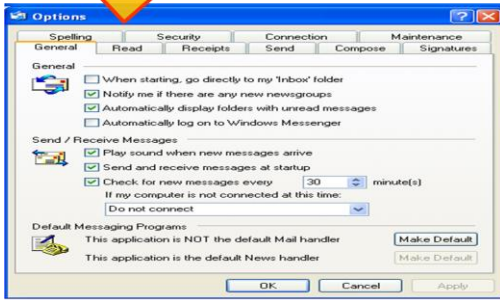 Options
Spelling Security Connection Maintenance
General Read Receipts Send Compose Signatures
General
When starting, go directly to my 'Inbox' folder
Notify me if there are any new newsgroups
Automatically display folders with unread messages
Automatically log on to Windows Messenger
Send / Receive Messages
Play sound when new messages arrive
Send and receive messages at startup
Check for new messages every 30 minute(s)
If my computer is not connected at this time:
Do not connect
Default Messaging Programs
This application is NOT the default Mail handler Make Default
This application is the default News handler Make Default
OK Cancel Apply